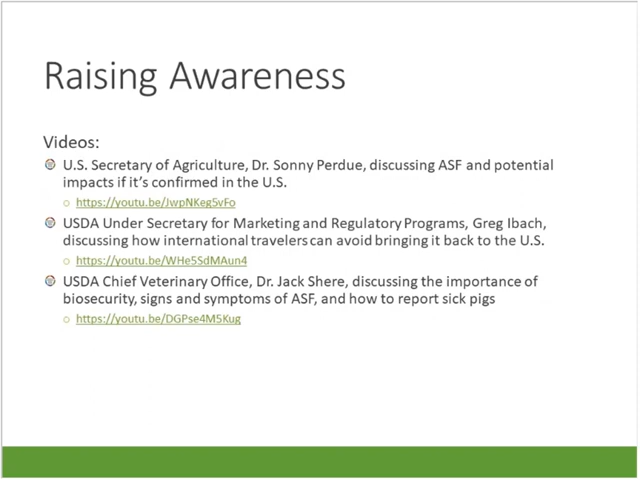 Raising Awareness
Videos:
U.S. Secretary of Agriculture, Dr. Sonny Perdue, discussing ASF and potential
impacts if it's confirmed in the U.S.
https://youtu.be/JwpNKeg5vFo
USDA Under Secretary for Marketing and Regulatory Programs, Greg Ibach,
discussing how international travelers can avoid bringing it back to the U.S.
https://youtu.be/WHe5SdMAun4
USDA Chief Veterinary Office, Dr. Jack Shere, discussing the importance of
biosecurity, signs and symptoms of ASF, and how to report sick pigs
https://youtu.be/DGPse4M5Kug